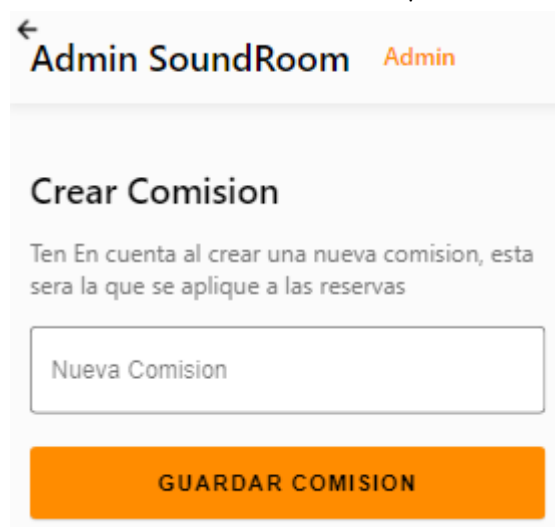 Admin SoundRoom Admin
Crear Comision
Ten En cuenta al crear una nueva comision, esta
sera la que se aplique a las reservas
Nueva Comision
GUARDAR COMISION